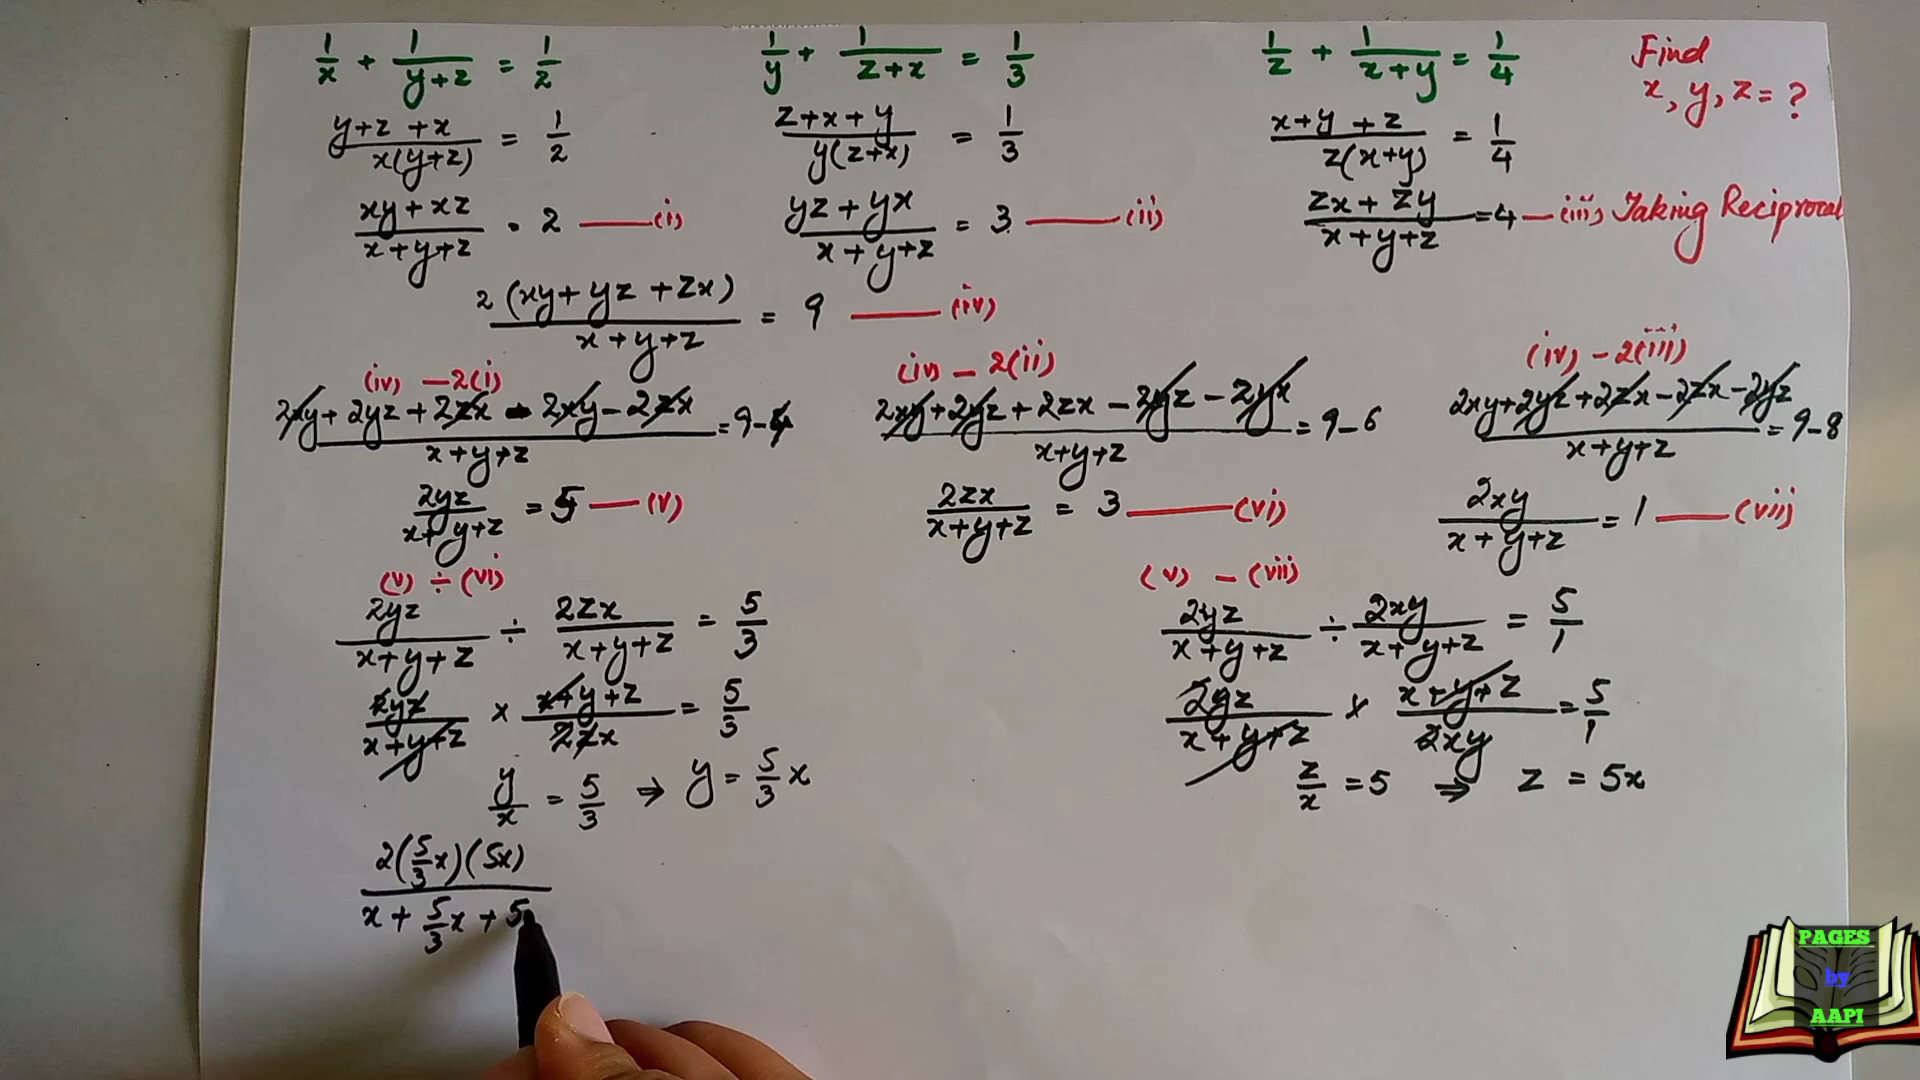 1/x + 1/(y+z) = 1/2    1/y + 1/(z+x) = 1/3    1/z + 1/(x+y) = 1/4    Find
x, y, z = ?
(y+z+x)/(x(y+z)) = 1/2    (z+x+y)/(y(z+x)) = 1/3    (x+y+z)/(z(x+y)) = 1/4
(xy+xz)/(x+y+z) = 2 —(i)    (yz+yx)/(x+y+z) = 3 —(ii)    (zx+zy)/(x+y+z) = 4 —(iii) Taking Reciprocal
2(xy+yz+zx)/(x+y+z) = 9 —(iv)
(iv) - 2(i)    (iv) - 2(ii)    (iv) - 2(iii)
(2xy+2yz+2zx-2xy-2zx)/(x+y+z) = 9-4    (2xy+2yz+2zx-2yz-2yx)/(x+y+z) = 9-6    (2xy+2yz+2zx-2zx-2yz)/(x+y+z) = 9-8
2yz/(x+y+z) = 5 —(v)    2zx/(x+y+z) = 3 —(vi)    2xy/(x+y+z) = 1 —(vii)
(v) ÷ (vi)    (v) - (vii)
2yz/(x+y+z) ÷ 2zx/(x+y+z) = 5/3    2yz/(x+y+z) ÷ 2xy/(x+y+z) = 5/1
2yz/(x+y+z) × (x+y+z)/2zx = 5/3    2yz/(x+y+z) × (x+y+z)/2xy = 5/1
y/x = 5/3 ⇒ y = 5/3 x    z/x = 5 ⇒ z = 5x
2(5/3 x)(5x)/(x + 5/3 x + 5
PAGES
by
AAPI